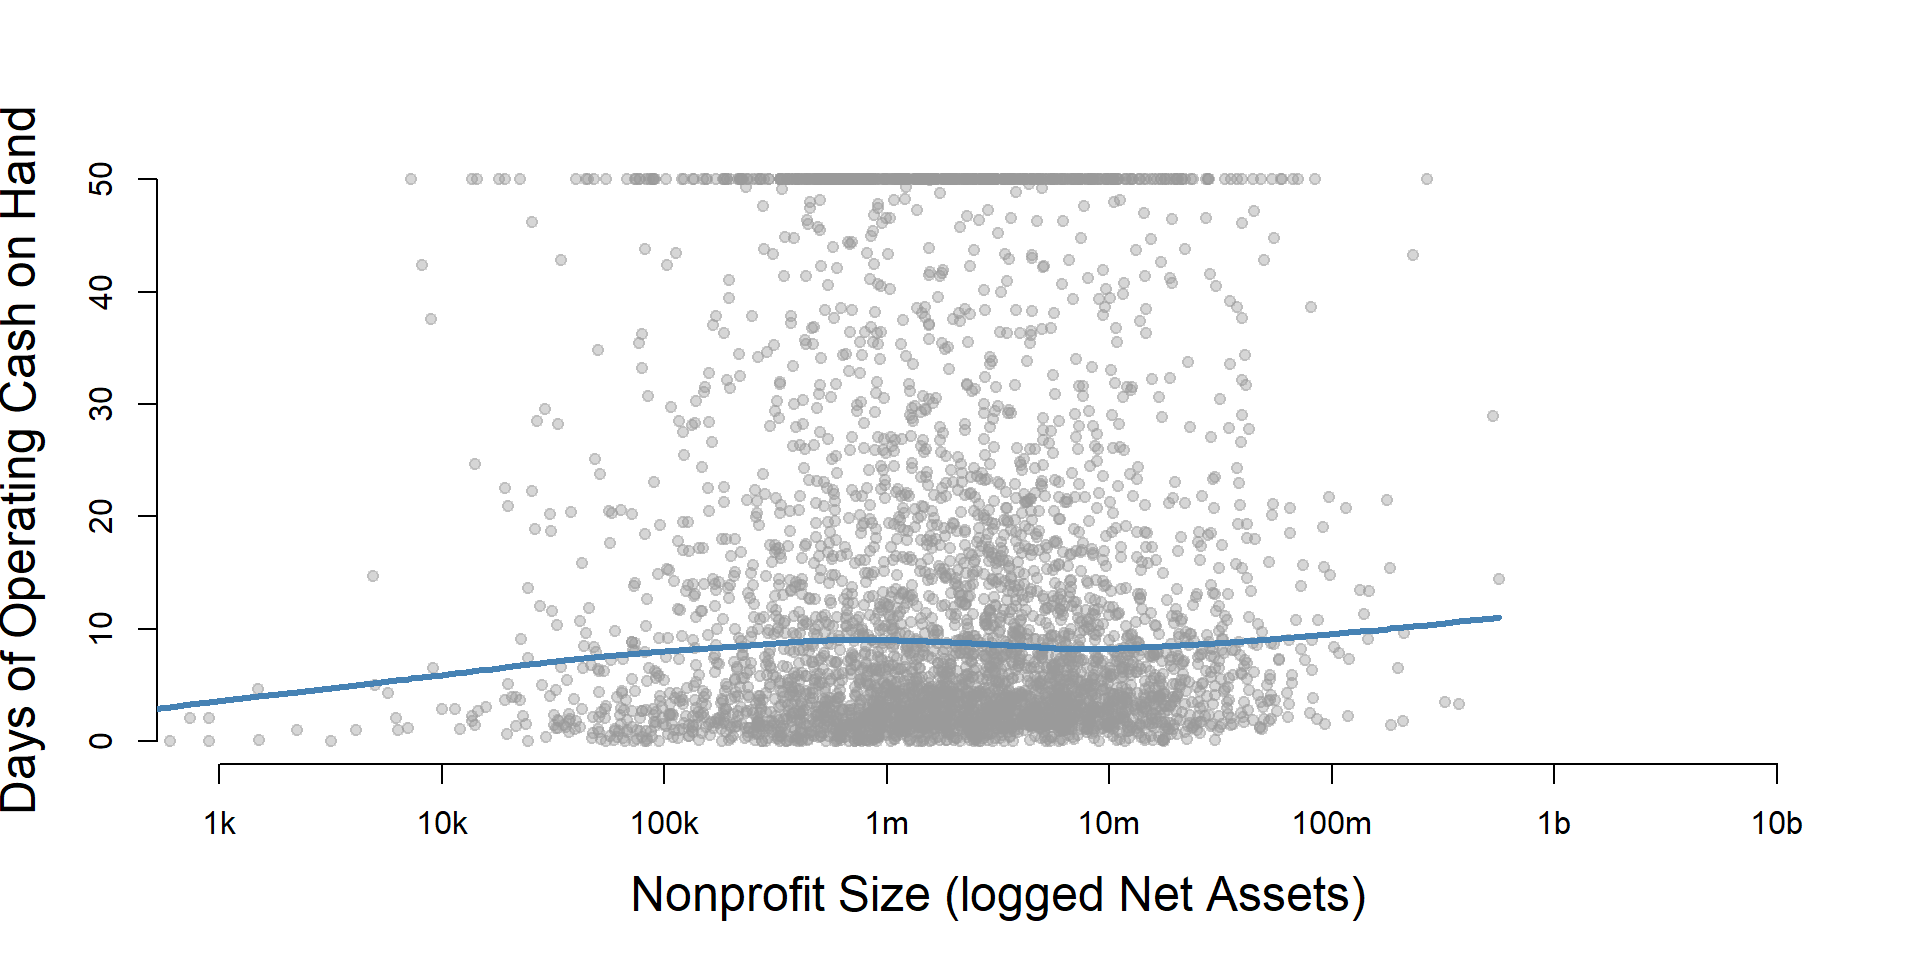 Days of Operating Cash on Hand
50
40
30
20
10
0
1k 10k 100k 1m 10m 100m 1b 10b
Nonprofit Size (logged Net Assets)